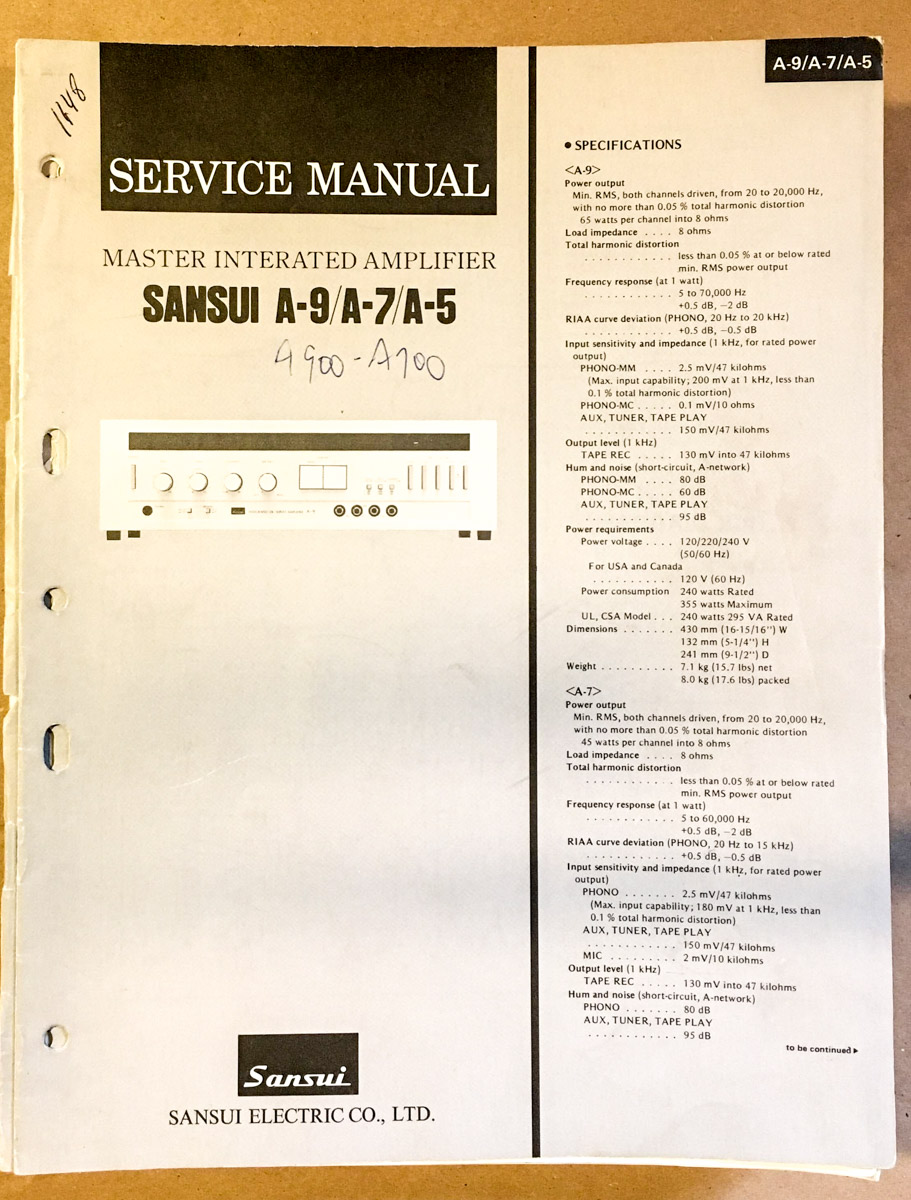 1648
SERVICE MANUAL
MASTER INTERATED AMPLIFIER
SANSUI A-9/A-7/A-5
A900-A700
Sansui
SANSUI ELECTRIC CO., LTD.
A-9/A-7/A-5
● SPECIFICATIONS
<A-9>
Power output
Min. RMS, both channels driven, from 20 to 20,000 Hz,
with no more than 0.05 % total harmonic distortion
65 watts per channel into 8 ohms
Load impedance . . . . 8 ohms
Total harmonic distortion
. . . . . . . . . . . . less than 0.05 % at or below rated
min. RMS power output
Frequency response (at 1 watt)
. . . . . . . . . . . . 5 to 70,000 Hz
+0.5 dB, −2 dB
RIAA curve deviation (PHONO, 20 Hz to 20 kHz)
. . . . . . . . . . . . +0.5 dB, −0.5 dB
Input sensitivity and impedance (1 kHz, for rated power
output)
PHONO-MM . . . . 2.5 mV/47 kilohms
(Max. input capability; 200 mV at 1 kHz, less than
0.1 % total harmonic distortion)
PHONO-MC . . . . . 0.1 mV/10 ohms
AUX, TUNER, TAPE PLAY
. . . . . . . . . . . . 150 mV/47 kilohms
Output level (1 kHz)
TAPE REC . . . . . 130 mV into 47 kilohms
Hum and noise (short-circuit, A-network)
PHONO-MM . . . . 80 dB
PHONO-MC . . . . . 60 dB
AUX, TUNER, TAPE PLAY
. . . . . . . . . . . . 95 dB
Power requirements
Power voltage . . . . 120/220/240 V
(50/60 Hz)
For USA and Canada
. . . . . . . . . . . 120 V (60 Hz)
Power consumption 240 watts Rated
355 watts Maximum
UL, CSA Model . . . 240 watts 295 VA Rated
Dimensions . . . . . . . 430 mm (16-15/16'') W
132 mm (5-1/4'') H
241 mm (9-1/2'') D
Weight . . . . . . . . . . 7.1 kg (15.7 lbs) net
8.0 kg (17.6 lbs) packed
<A-7>
Power output
Min. RMS, both channels driven, from 20 to 20,000 Hz,
with no more than 0.05 % total harmonic distortion
45 watts per channel into 8 ohms
Load impedance . . . . 8 ohms
Total harmonic distortion
. . . . . . . . . . . . less than 0.05 % at or below rated
min. RMS power output
Frequency response (at 1 watt)
. . . . . . . . . . . . 5 to 60,000 Hz
+0.5 dB, −2 dB
RIAA curve deviation (PHONO, 20 Hz to 15 kHz)
. . . . . . . . . . . . +0.5 dB, −0.5 dB
Input sensitivity and impedance (1 kHz, for rated power
output)
PHONO . . . . . . . 2.5 mV/47 kilohms
(Max. input capability; 180 mV at 1 kHz, less than
0.1 % total harmonic distortion)
AUX, TUNER, TAPE PLAY
. . . . . . . . . . . . 150 mV/47 kilohms
MIC . . . . . . . . . 2 mV/10 kilohms
Output level (1 kHz)
TAPE REC . . . . . 130 mV into 47 kilohms
Hum and noise (short-circuit, A-network)
PHONO . . . . . . . 80 dB
AUX, TUNER, TAPE PLAY
. . . . . . . . . . . . 95 dB
to be continued ▶